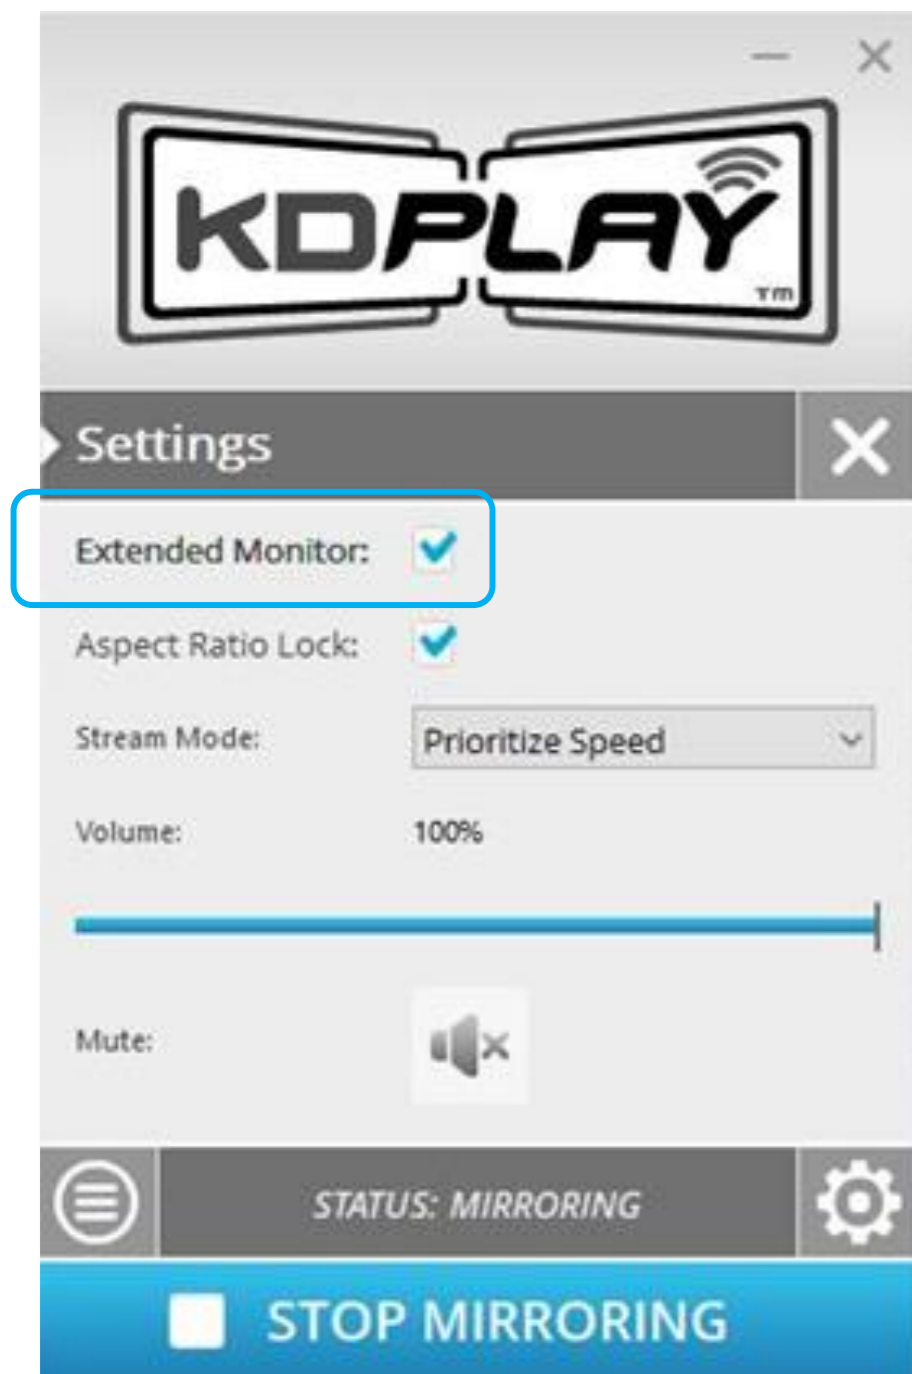 KDPLAY
TM
Settings
Extended Monitor:
Aspect Ratio Lock:
Stream Mode: Prioritize Speed
Volume: 100%
Mute:
STATUS: MIRRORING
STOP MIRRORING